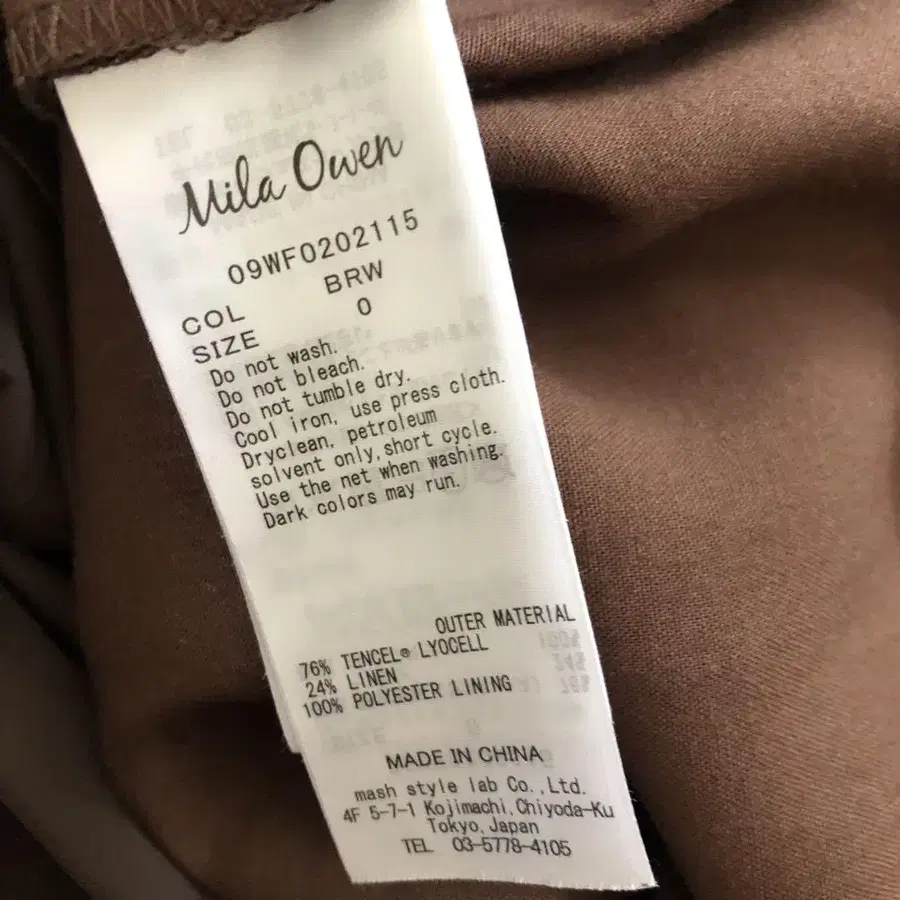 Mila Owen
09WF0202115
COL BRW
SIZE 0
Do not wash.
Do not bleach.
Do not tumble dry.
Cool iron, use press cloth.
Dryclean, petroleum
solvent only,short cycle.
Use the net when washing.
Dark colors may run.
OUTER MATERIAL
76% TENCEL® LYOCELL
24% LINEN
100% POLYESTER LINING
MADE IN CHINA
mash style lab Co.,Ltd.
4F 5-7-1 Kojimachi,Chiyoda-Ku
Tokyo,Japan
TEL 03-5778-4105